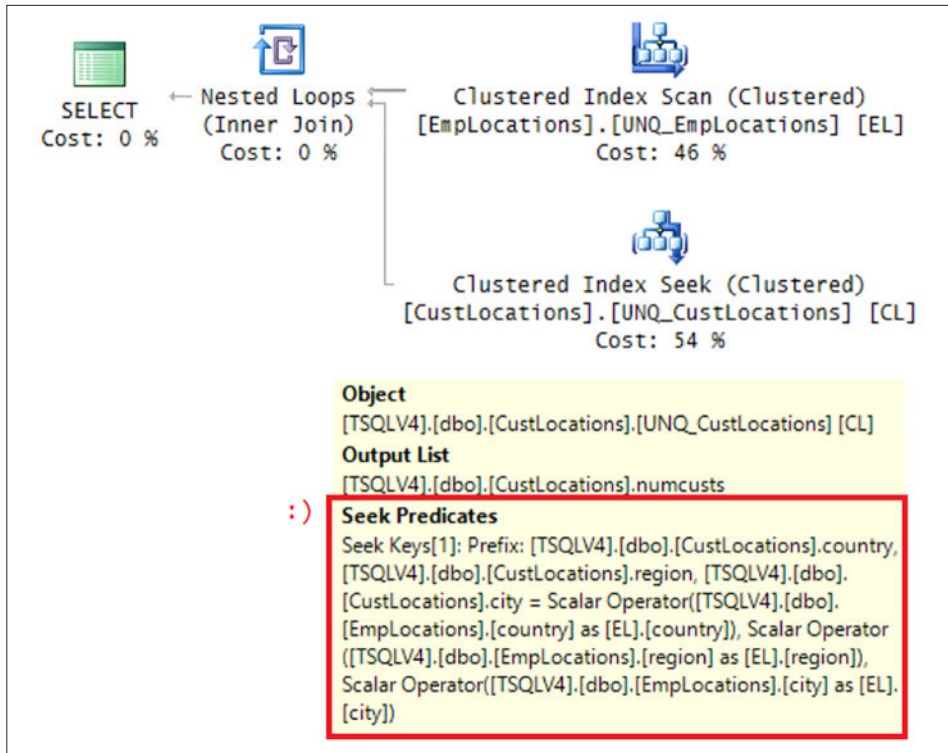 SELECT
Cost: 0 %
Nested Loops
(Inner Join)
Cost: 0 %
Clustered Index Scan (Clustered)
[EmpLocations].[UNQ_EmpLocations] [EL]
Cost: 46 %
Clustered Index Seek (Clustered)
[CustLocations].[UNQ_CustLocations] [CL]
Cost: 54 %
Object
[TSQLV4].[dbo].[CustLocations].[UNQ_CustLocations] [CL]
Output List
[TSQLV4].[dbo].[CustLocations].numcusts
:)
Seek Predicates
Seek Keys[1]: Prefix: [TSQLV4].[dbo].[CustLocations].country,
[TSQLV4].[dbo].[CustLocations].region, [TSQLV4].[dbo].
[CustLocations].city = Scalar Operator([TSQLV4].[dbo].
[EmpLocations].[country] as [EL].[country]), Scalar Operator
([TSQLV4].[dbo].[EmpLocations].[region] as [EL].[region]),
Scalar Operator([TSQLV4].[dbo].[EmpLocations].[city] as [EL].
[city])